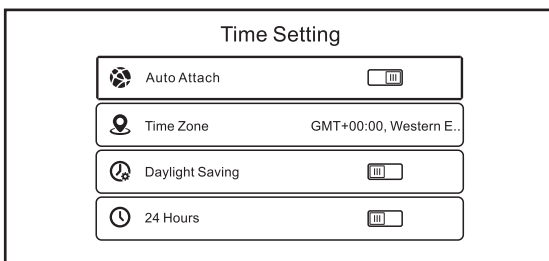 Time Setting
Auto Attach
Time Zone GMT+00:00, Western E..
Daylight Saving
24 Hours